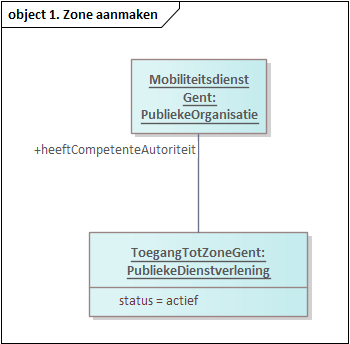 object 1. Zone aanmaken
Mobiliteitsdienst
Gent:
PubliekeOrganisatie
+heeftCompetenteAutoriteit
ToegangTotZoneGent:
PubliekeDienstverlening
status = actief